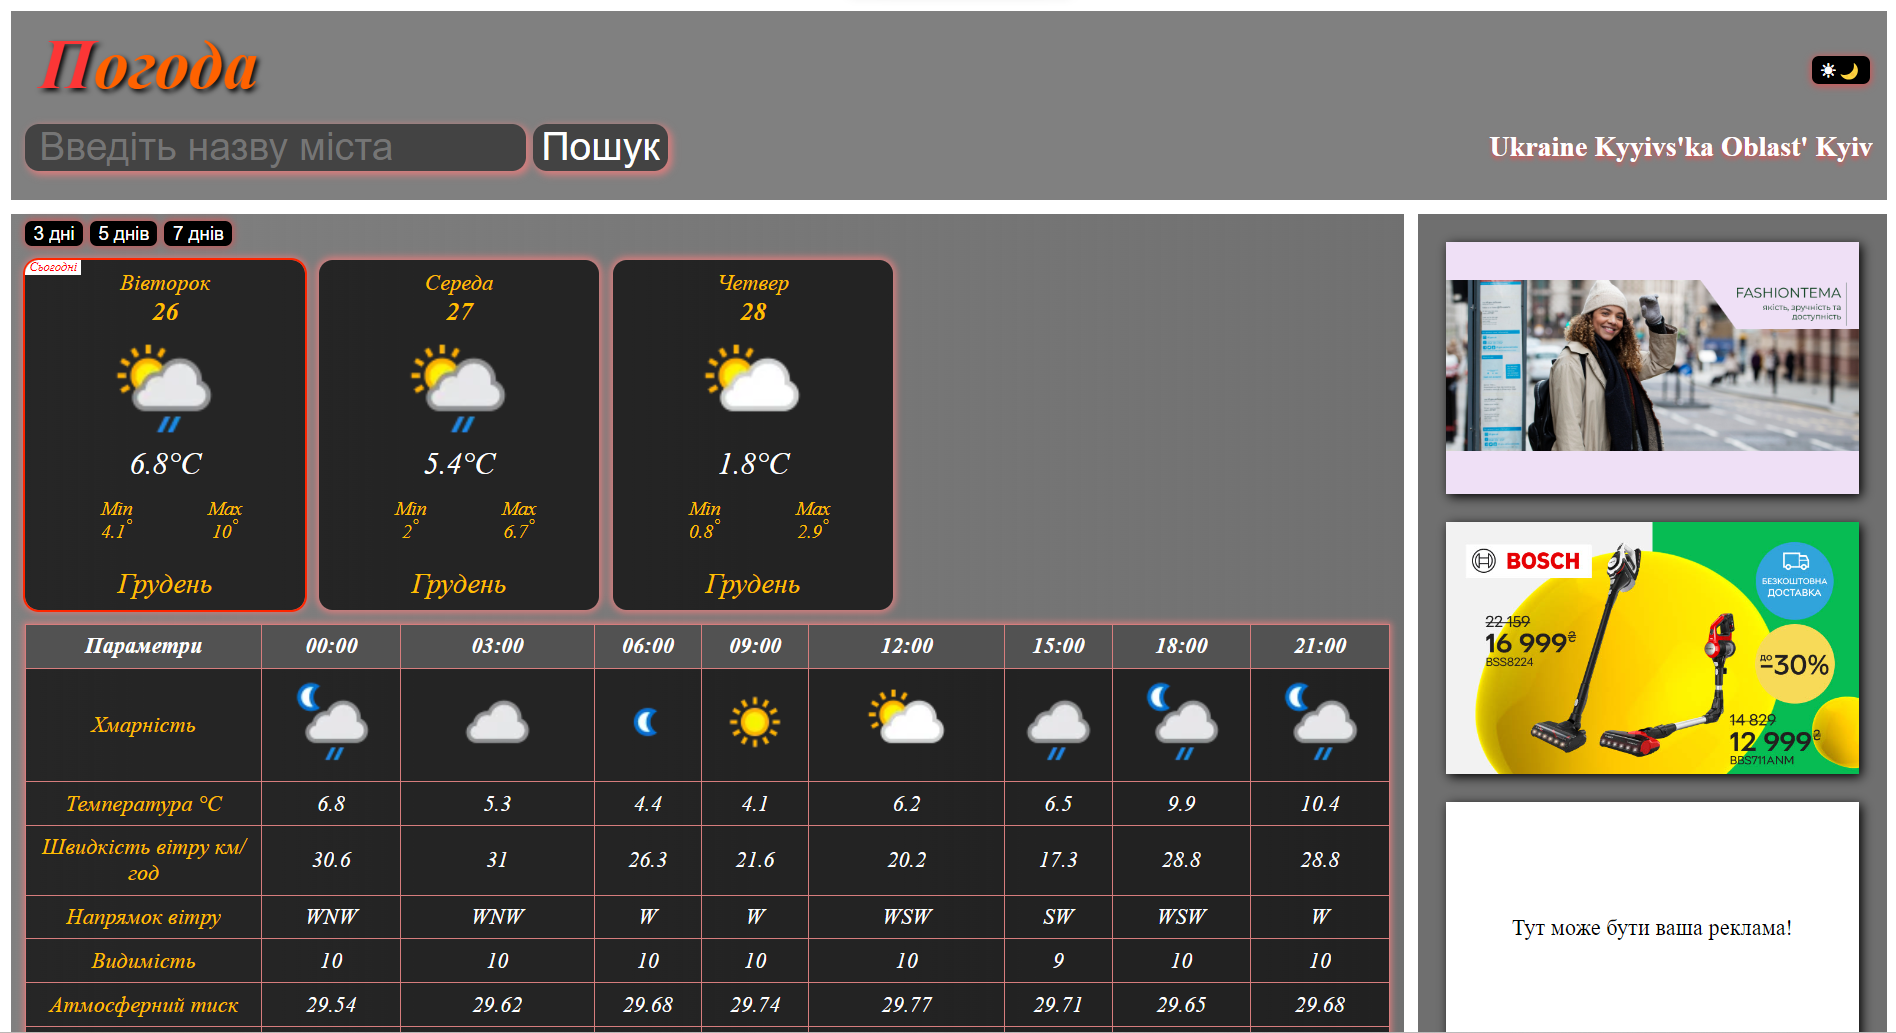 Погода
Введіть назву міста
Пошук
Ukraine Kyyivs'ka Oblast' Kyiv
3 дні 5 днів 7 днів
Сьогодні
Вівторок
26
6.8°C
Min Max
4.1° 10°
Грудень
Середа
27
5.4°C
Min Max
2° 6.7°
Грудень
Четвер
28
1.8°C
Min Max
0.8° 2.9°
Грудень
Параметри 00:00 03:00 06:00 09:00 12:00 15:00 18:00 21:00
Хмарність
Температура °C 6.8 5.3 4.4 4.1 6.2 6.5 9.9 10.4
Швидкість вітру км/
год 30.6 31 26.3 21.6 20.2 17.3 28.8 28.8
Напрямок вітру WNW WNW W W WSW SW WSW W
Видимість 10 10 10 10 10 9 10 10
Атмосферний тиск 29.54 29.62 29.68 29.74 29.77 29.71 29.65 29.68
FASHIONTEMA
якість, зручність та
доступність
BOSCH
БЕЗКОШТОВНА
ДОСТАВКА
22 159
16 999₴
BSS8224
до
–30%
14 829
12 999₴
BBS711ANM
Тут може бути ваша реклама!